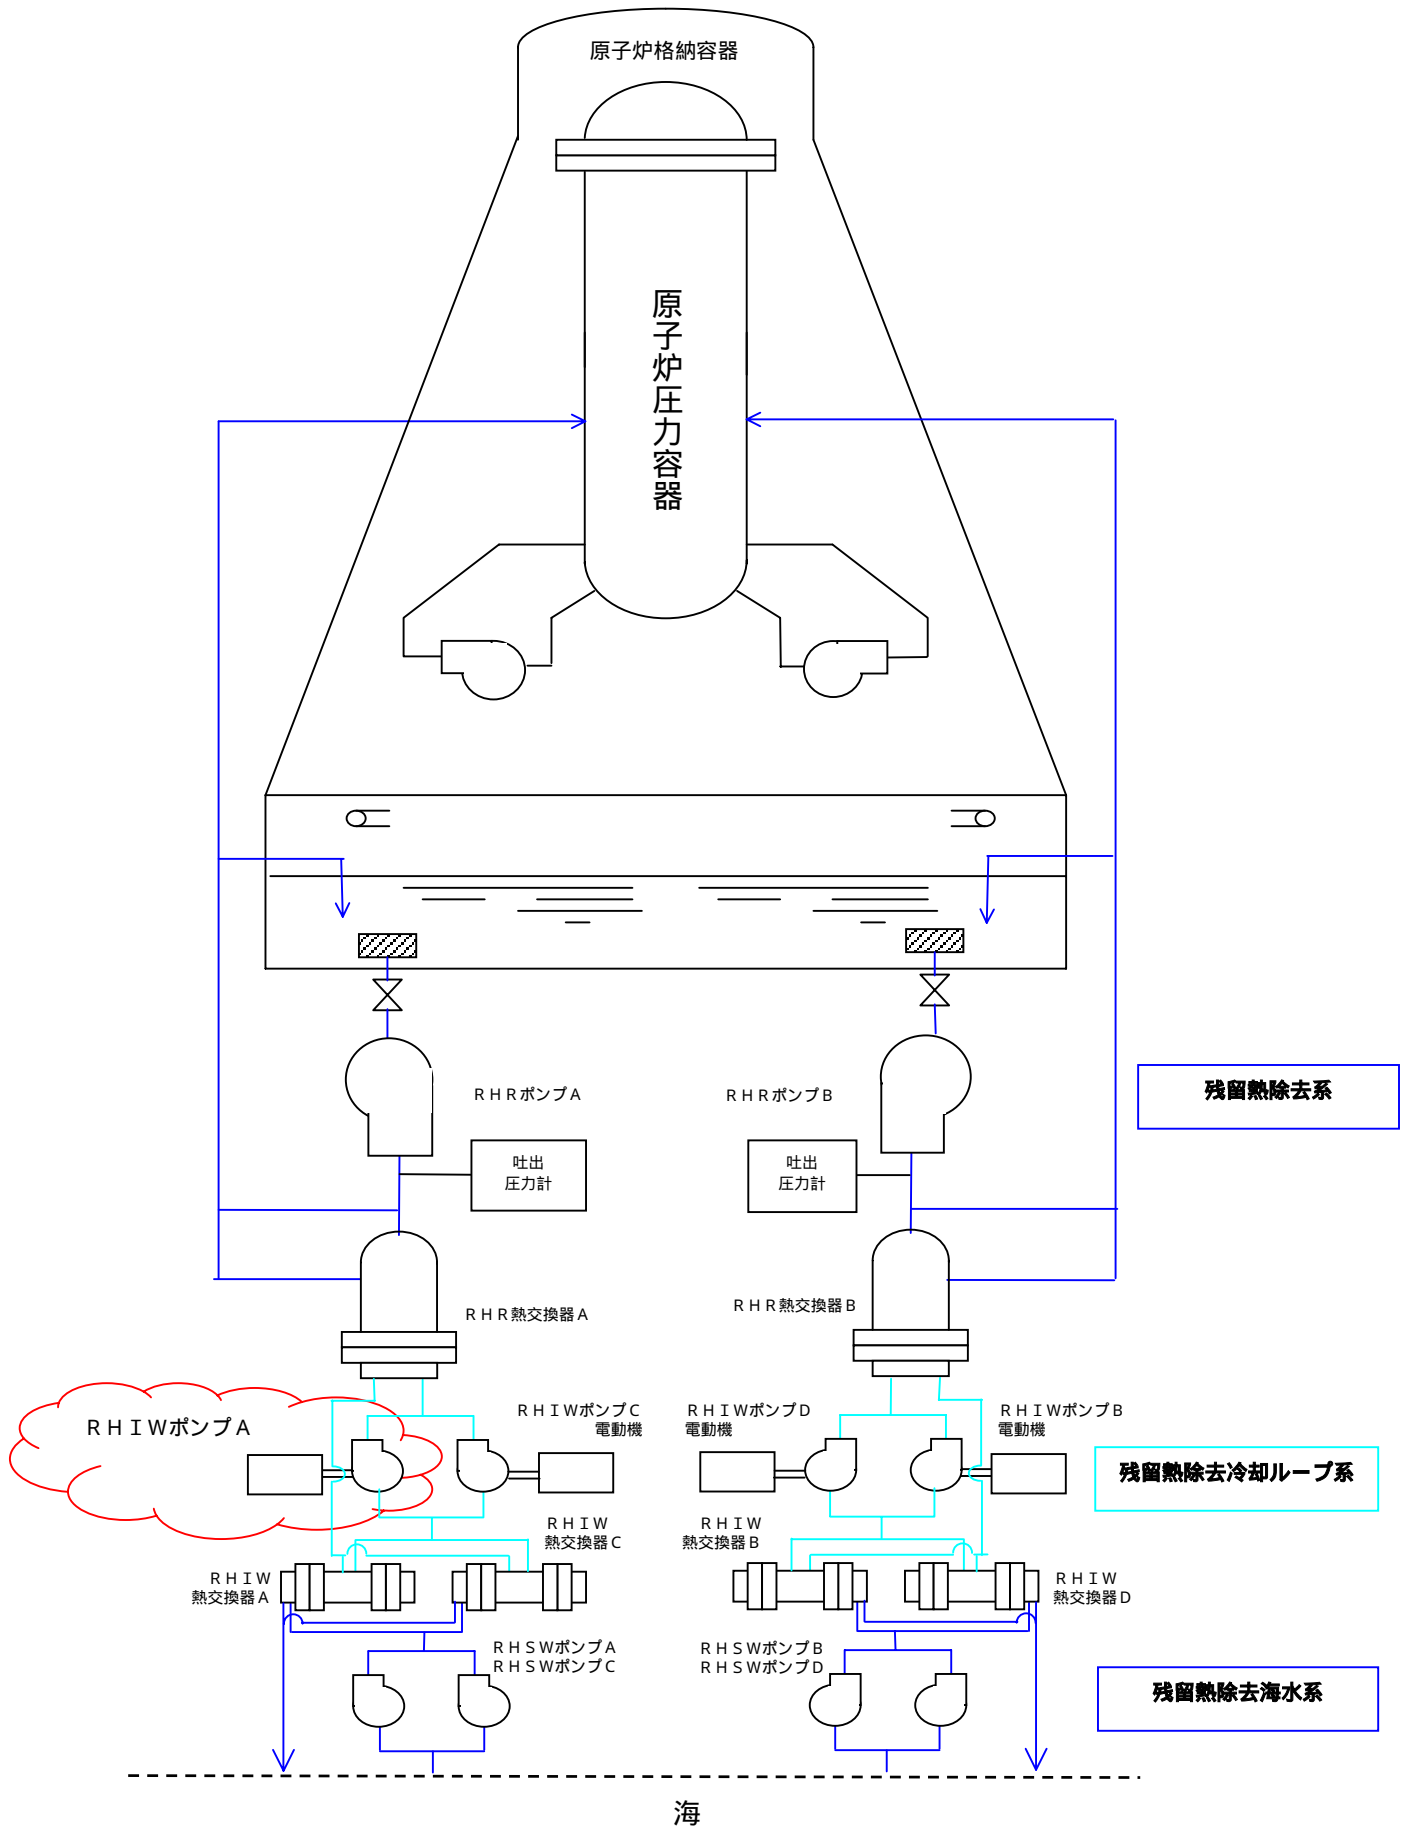 原子炉格納容器
原子炉圧力容器
RHRポンプA
RHRポンプB
残留熱除去系
吐出
圧力計
吐出
圧力計
RHR熱交換器A
RHR熱交換器B
RHIWポンプA
RHIWポンプC
電動機
RHIWポンプD
電動機
RHIWポンプB
電動機
残留熱除去冷却ループ系
RHIW
熱交換器C
RHIW
熱交換器B
RHIW
熱交換器A
RHIW
熱交換器D
RHSWポンプA
RHSWポンプC
RHSWポンプB
RHSWポンプD
残留熱除去海水系
海